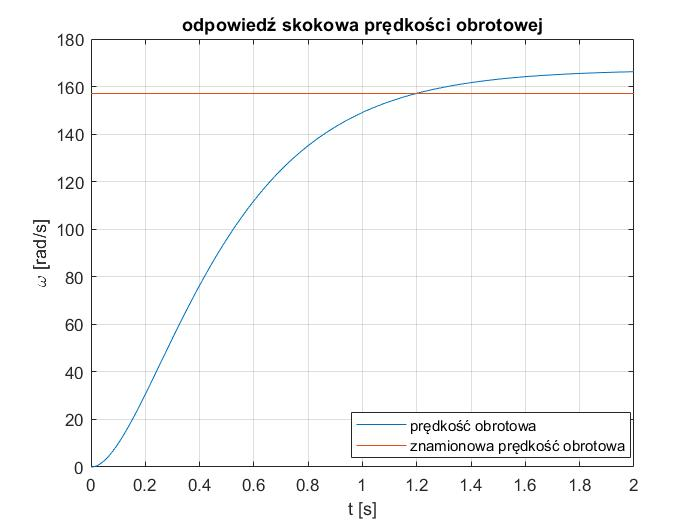 odpowiedź skokowa prędkości obrotowej
180
160
140
120
100
80
60
40
20
0
ω [rad/s]
prędkość obrotowa
znamionowa prędkość obrotowa
0 0.2 0.4 0.6 0.8 1 1.2 1.4 1.6 1.8 2
t [s]